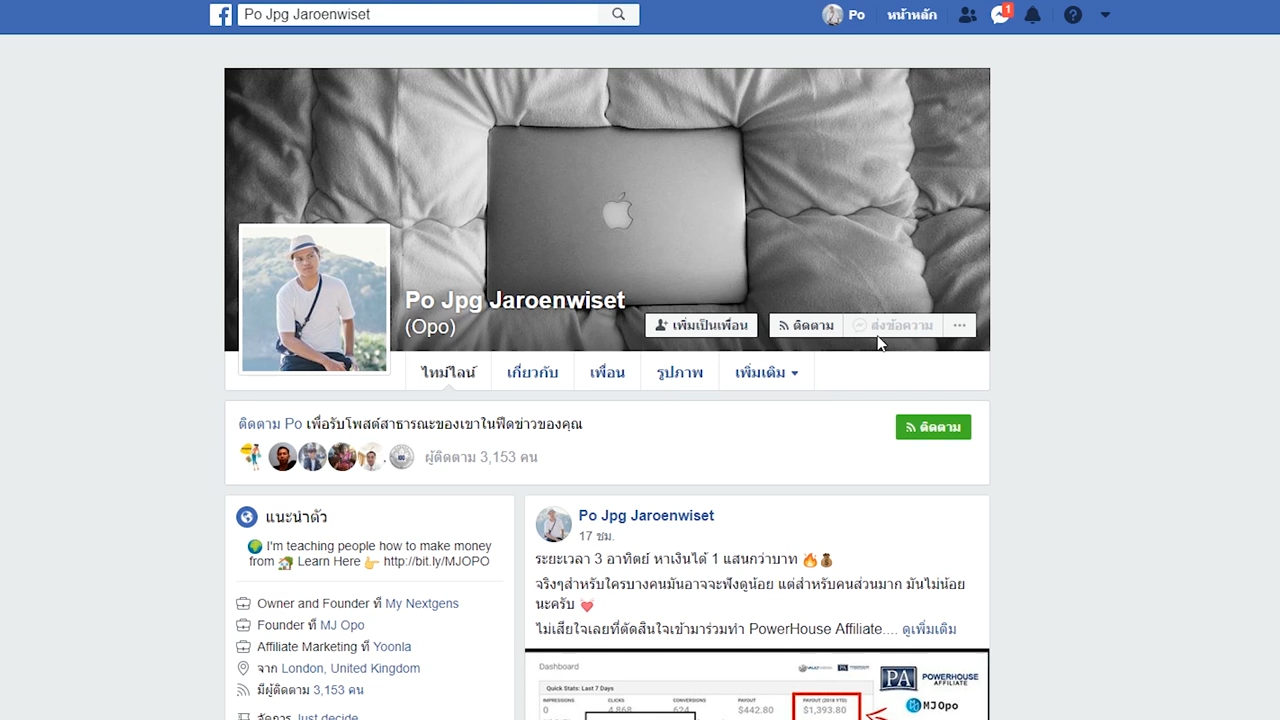 Po Jpg Jaroenwiset
Po
หน้าหลัก
1
Po Jpg Jaroenwiset
(Opo)
เพิ่มเป็นเพื่อน
ติดตาม
ส่งข้อความ
ไทม์ไลน์
เกี่ยวกับ
เพื่อน
รูปภาพ
เพิ่มเติม
ติดตาม Po เพื่อรับโพสต์สาธารณะของเขาในฟีดข่าวของคุณ
ติดตาม
ผู้ติดตาม 3,153 คน
แนะนำตัว
🌍 I'm teaching people how to make money
from 🏡 Learn Here 👉 http://bit.ly/MJOPO
Owner and Founder ที่ My Nextgens
Founder ที่ MJ Opo
Affiliate Marketing ที่ Yoonla
จาก London, United Kingdom
มีผู้ติดตาม 3,153 คน
จัดการ Just decide
Po Jpg Jaroenwiset
17 ชม.
ระยะเวลา 3 อาทิตย์ หาเงินได้ 1 แสนกว่าบาท 🔥💰
จริงๆสำหรับใครบางคนมันอาจจะฟังดูน้อย แต่สำหรับคนส่วนมาก มันไม่น้อย
นะครับ 💓
ไม่เสียใจเลยที่ตัดสินใจเข้ามาร่วมทำ PowerHouse Affiliate.... ดูเพิ่มเติม
Dashboard
PA POWERHOUSE
AFFILIATE
Quick Stats: Last 7 Days
IMPRESSIONS
CLICKS
CONVERSIONS
PAYOUT
PAYOUT (2018 YTD)
0
4,868
624
$442.80
$1,393.80
MJ Opo